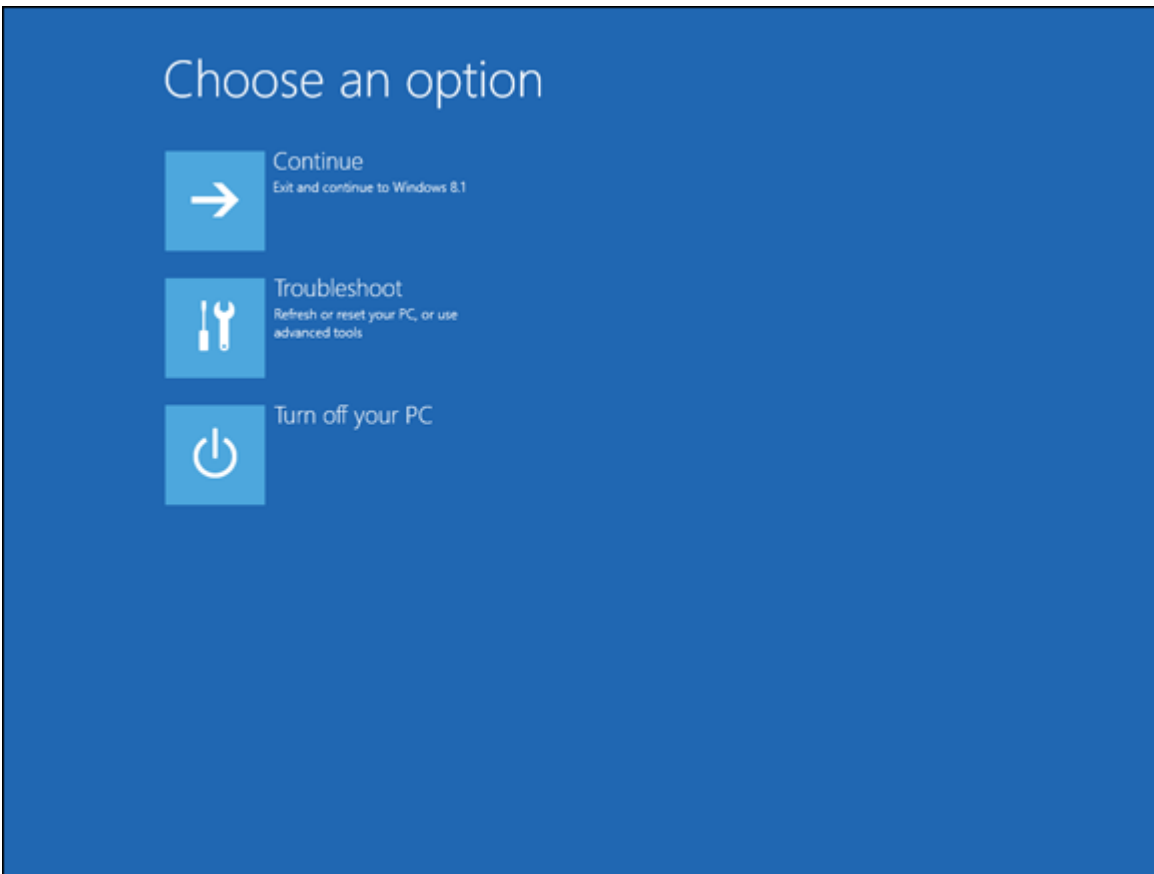 Choose an option
Continue
Exit and continue to Windows 8.1
Troubleshoot
Refresh or reset your PC, or use
advanced tools
Turn off your PC